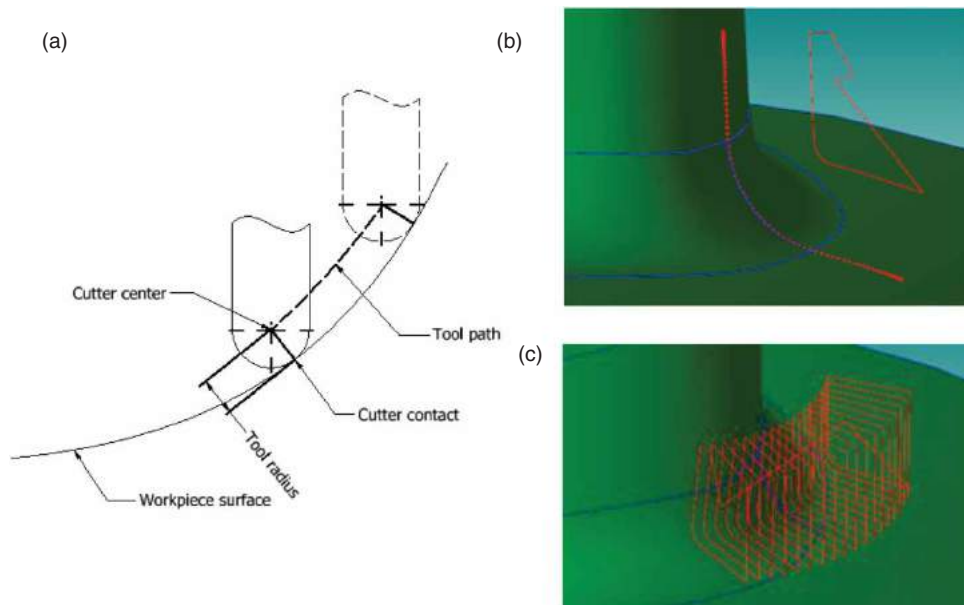 (a)
(b)
Cutter center
Tool path
(c)
Cutter contact
Tool radius
Workpiece surface